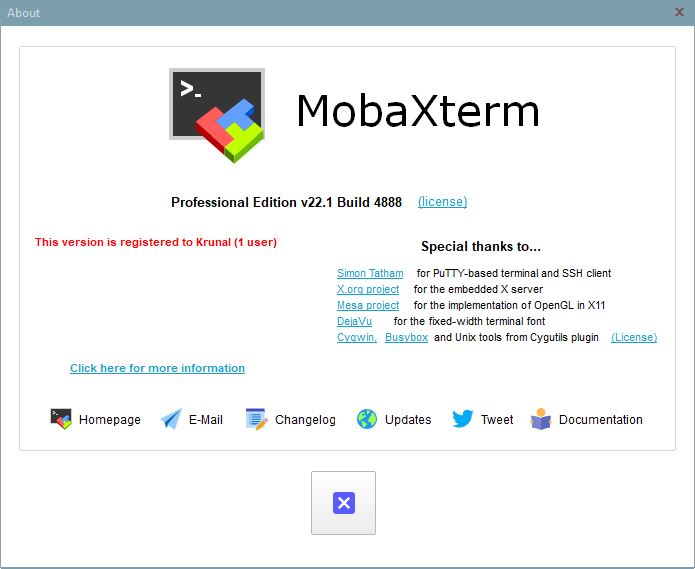 About
>_
MobaXterm
Professional Edition v22.1 Build 4888 (license)
This version is registered to Krunal (1 user)
Special thanks to...
Simon Tatham for PuTTY-based terminal and SSH client
X.org project for the embedded X server
Mesa project for the implementation of OpenGL in X11
DejaVu for the fixed-width terminal font
Cygwin, Busybox and Unix tools from Cygutils plugin (License)
Click here for more information
Homepage E-Mail Changelog Updates Tweet Documentation